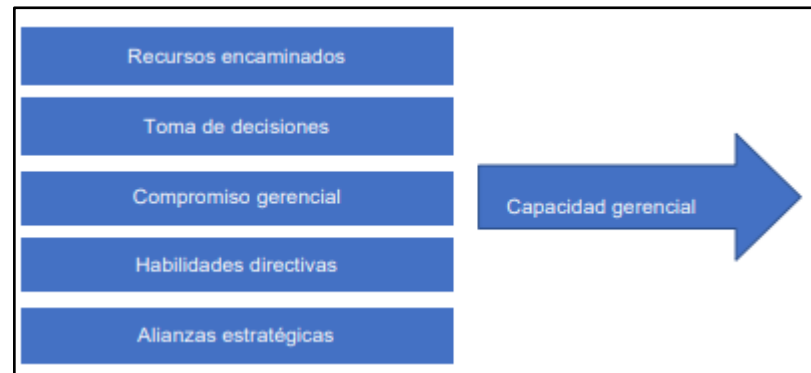 Recursos encaminados
Toma de decisiones
Compromiso gerencial
Capacidad gerencial
Habilidades directivas
Alianzas estratégicas